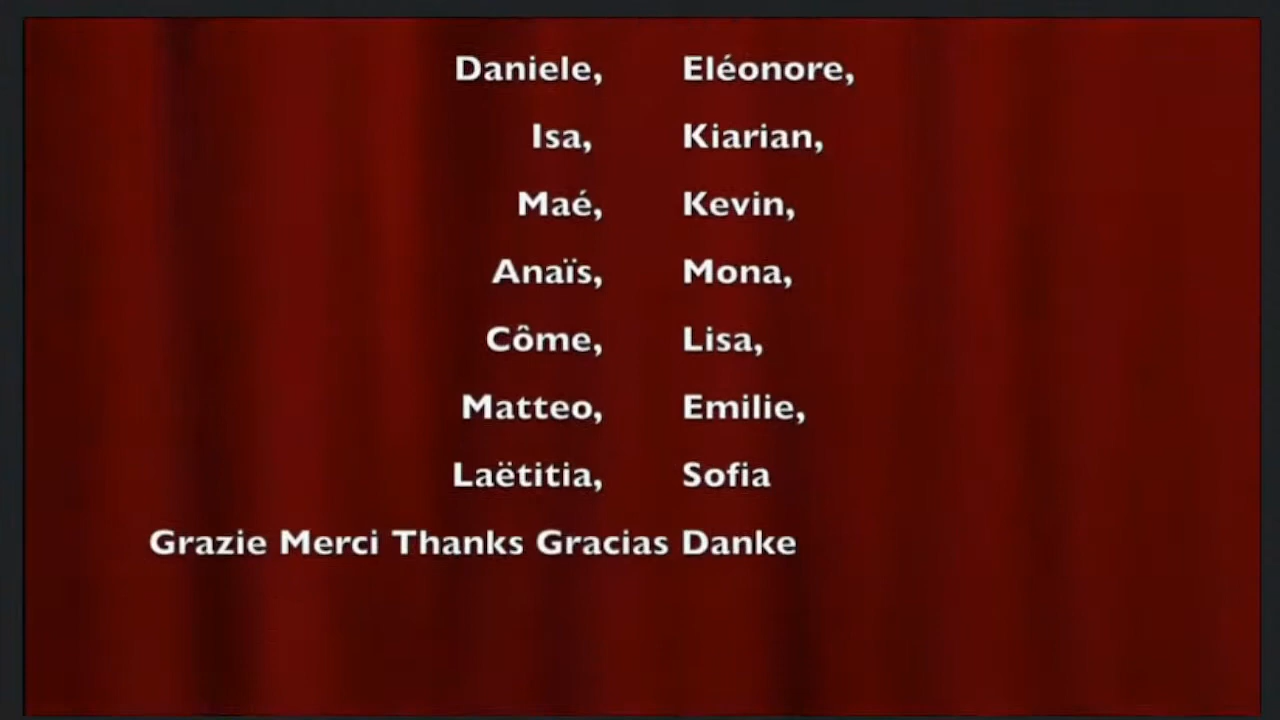 Daniele, Eléonore,
Isa, Kiarian,
Maé, Kevin,
Anaïs, Mona,
Côme, Lisa,
Matteo, Emilie,
Laëtitia, Sofia
Grazie Merci Thanks Gracias Danke